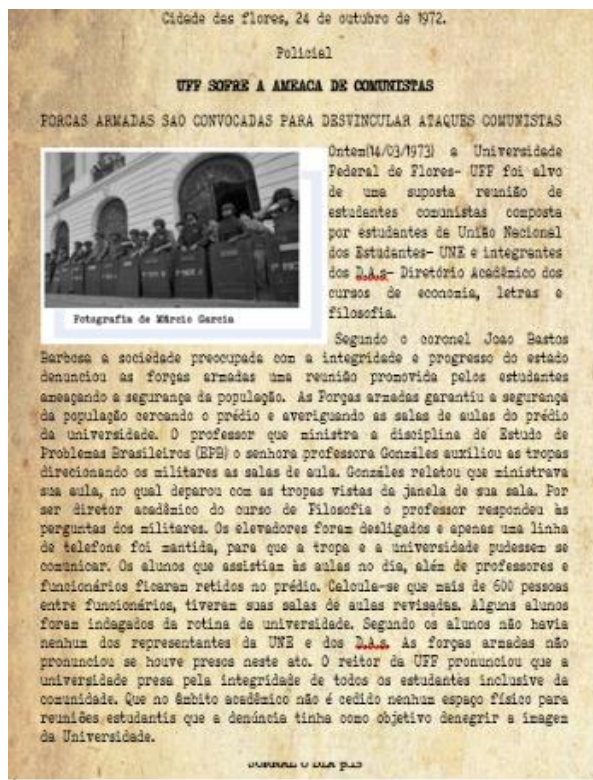 Cidade das flores, 24 de outubro de 1972.
Policial
UFF SOFRE A AMEACA DE COMUNISTAS
FORCAS ARMADAS SAO CONVOCADAS PARA DESVINCULAR ATAQUES COMUNISTAS
Ontem(14/03/1973) a Universidade
Federal de Flores- UFF foi alvo
de uma suposta reunião de
estudantes comunistas composta
por estudantes da União Nacional
dos Estudantes- UNE e integrantes
dos D.A.s- Diretório Acadêmico dos
cursos de economia, letras e
filosofia.
Fotografia de Márcio Garcia
Segundo o coronel Joao Bastos
Barbosa a sociedade preocupada com a integridade e progresso do estado
denunciou as forças armadas uma reunião promovida pelos estudantes
ameaçando a segurança da população. As Forças armadas garantiu a segurança
da população cercando o prédio e averiguando as salas de aulas do prédio
da universidade. O professor que ministra a disciplina de Estudo de
Problemas Brasileiros (EPB) o senhora professora Gonzáles auxiliou as tropas
direcionando os militares as salas de aula. Gonzáles relatou que ministrava
sua aula, no qual deparou com as tropas vistas da janela de sua sala. Por
ser diretor acadêmico do curso de Filosofia o professor respondeu às
perguntas dos militares. Os elevadores foram desligados e apenas uma linha
de telefone foi mantida, para que a tropa e a universidade pudessem se
comunicar. Os alunos que assistiam às aulas no dia, além de professores e
funcionários ficaram retidos no prédio. Calcula-se que mais de 600 pessoas
entre funcionários, tiveram suas salas de aulas revisadas. Alguns alunos
foram indagados da rotina da universidade. Segundo os alunos não havia
nenhum dos representantes da UNE e dos D.A.s. As forças armadas não
pronunciou se houve presos neste ato. O reitor da UFF pronunciou que a
universidade presa pela integridade de todos os estudantes inclusive da
comunidade. Que no âmbito acadêmico não é cedido nenhum espaço físico para
reuniões estudantis que a denúncia tinha como objetivo denegrir a imagem
da Universidade.
JORNAL O DIA p.15